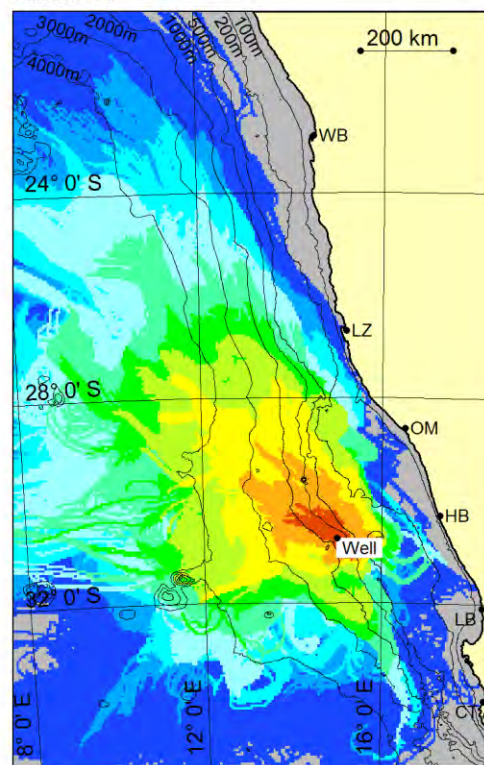 3000m
2000m
1000m
500m
200m
100m
4000m
200 km
WB
24° 0' S
LZ
28° 0' S
OM
HB
Well
32° 0' S
LB
CT
8° 0' E
12° 0' E
16° 0' E